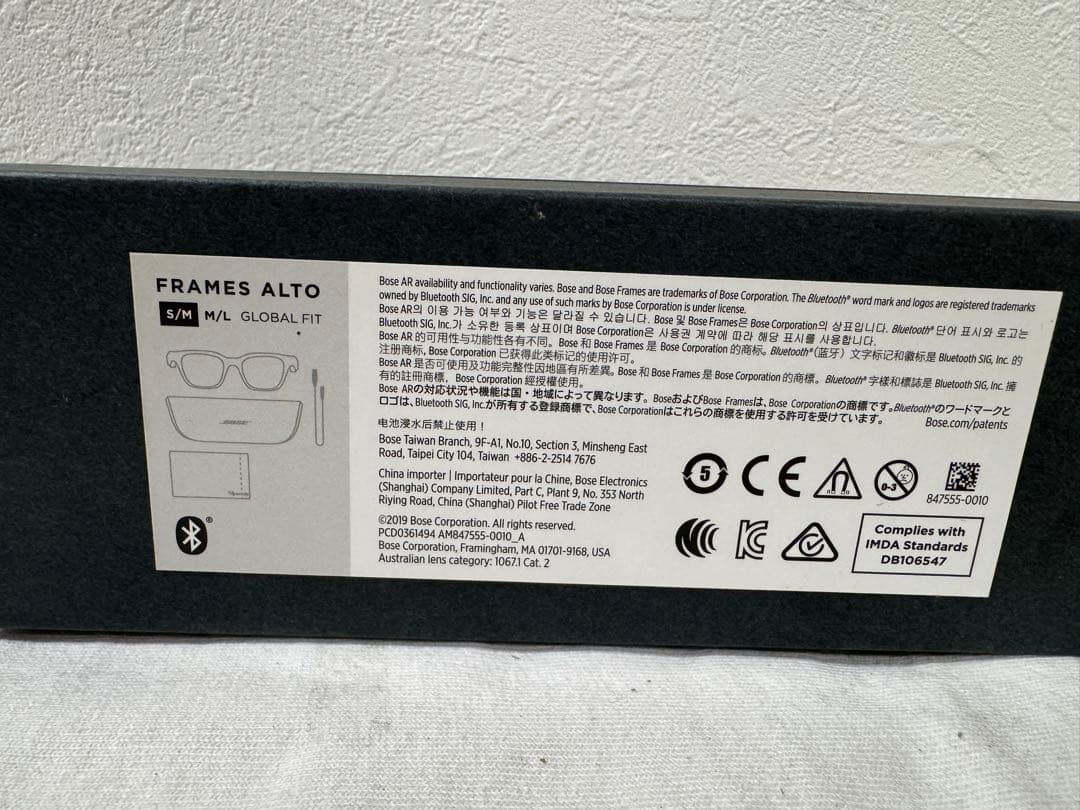 FRAMES ALTO
S/M M/L GLOBAL FIT
BOSE
Bose AR availability and functionality varies. Bose and Bose Frames are trademarks of Bose Corporation. The Bluetooth® word mark and logos are registered trademarks
owned by Bluetooth SIG, Inc. and any use of such marks by Bose Corporation is under license.
Bose AR의 이용 가능 여부와 기능은 달라질 수 있습니다. Bose 및 Bose Frames은 Bose Corporation의 상표입니다. Bluetooth® 단어 표시와 로고는
Bluetooth SIG, Inc.가 소유한 등록 상표이며 Bose Corporation은 사용권 계약에 따라 해당 표시를 사용합니다.
Bose AR 的可用性与功能性各有不同。Bose 和 Bose Frames 是 Bose Corporation 的商标。Bluetooth®(蓝牙) 文字标记和徽标是 Bluetooth SIG, Inc. 的
注册商标，Bose Corporation 已获得此类标记的使用许可。
Bose AR 是否可使用及功能完整性因地區有所差異。Bose 和 Bose Frames 是 Bose Corporation 的商標。Bluetooth® 字樣和標誌是 Bluetooth SIG, Inc. 擁
有的註冊商標，Bose Corporation 經授權使用。
Bose ARの対応状況や機能は国・地域によって異なります。BoseおよびBose Framesは、Bose Corporationの商標です。Bluetooth®のワードマークと
ロゴは、Bluetooth SIG, Inc.が所有する登録商標で、Bose Corporationはこれらの商標を使用する許可を受けています。
Bose.com/patents
电池浸水后禁止使用！
Bose Taiwan Branch, 9F-A1, No.10, Section 3, Minsheng East
Road, Taipei City 104, Taiwan +886-2-2514 7676
China importer | Importateur pour la Chine, Bose Electronics
(Shanghai) Company Limited, Part C, Plant 9, No. 353 North
Riying Road, China (Shanghai) Pilot Free Trade Zone
©2019 Bose Corporation. All rights reserved.
PCD0361494 AM847555-0010_A
Bose Corporation, Framingham, MA 01701-9168, USA
Australian lens category: 1067.1 Cat. 2
5
CE
0-3
847555-0010
Complies with
IMDA Standards
DB106547